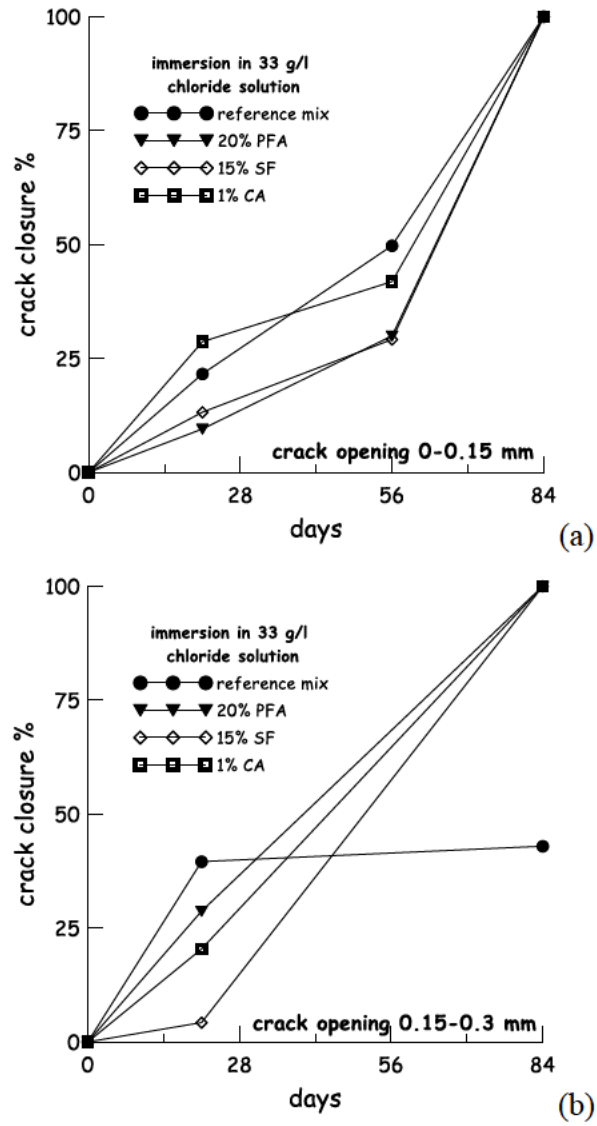 100
immersion in 33 g/l
chloride solution
reference mix
75
20% PFA
15% SF
1% CA
50
25
crack closure %
crack opening 0-0.15 mm
0
0
28
56
84
days
(a)
100
immersion in 33 g/l
chloride solution
reference mix
75
20% PFA
15% SF
1% CA
50
25
crack closure %
crack opening 0.15-0.3 mm
0
0
28
56
84
days
(b)